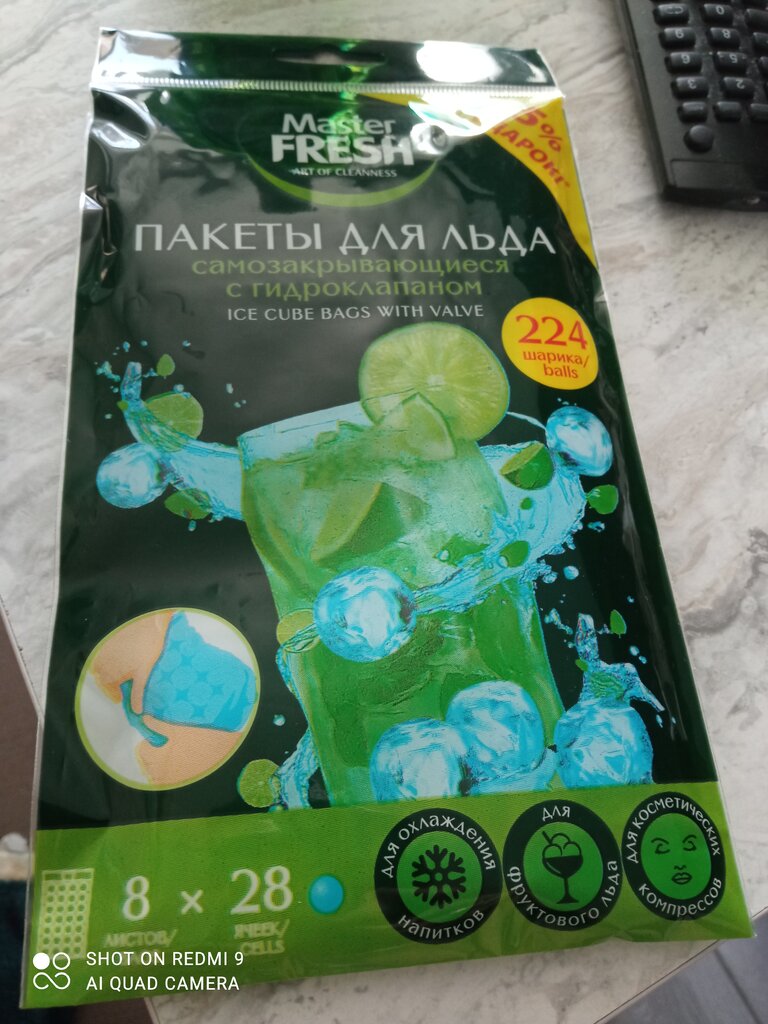 Master
FRESH
ART OF CLEANNESS
5%
ПАКЕТЫ ДЛЯ ЛЬДА
самозакрывающиеся
с гидроклапаном
ICE CUBE BAGS WITH VALVE
224
шарика/
balls
8 × 28
ЛИСТОВ/
ЯЧЕЕК/
CELLS
для охлаждения
напитков
для
фруктового льда
для косметических
компрессов
SHOT ON REDMI 9
AI QUAD CAMERA